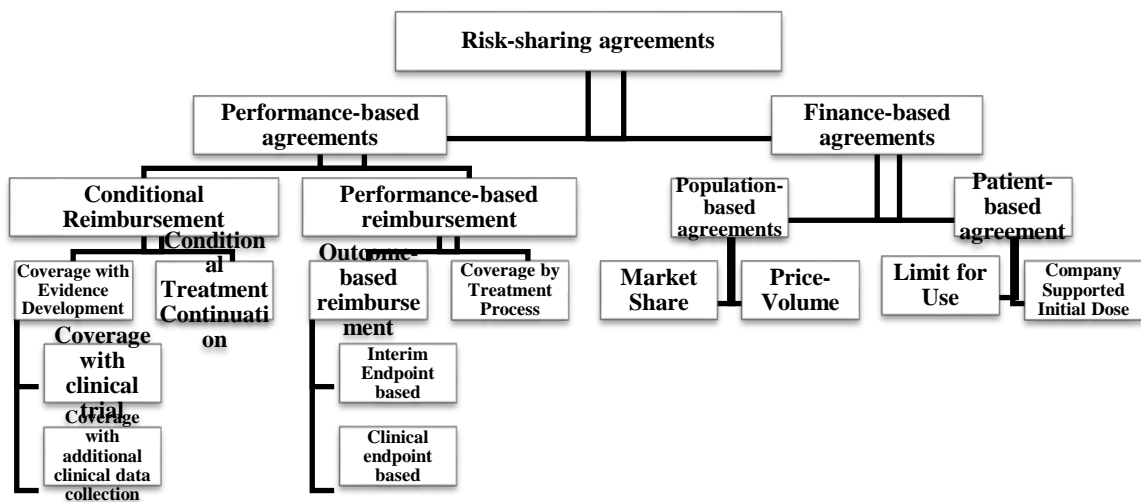 Risk-sharing agreements
Performance-based
agreements
Finance-based
agreements
Conditional
Reimbursement
Performance-based
reimbursement
Population-
based
agreements
Patient-
based
agreement
Coverage with
Evidence
Development
Condition
al
Treatment
Continuati
on
Outcome-
based
reimburse
ment
Coverage by
Treatment
Process
Market
Share
Price-
Volume
Limit for
Use
Company
Supported
Initial Dose
Coverage
with
clinical
trial
Interim
Endpoint
based
Coverage
with
additional
clinical data
collection
Clinical
endpoint
based